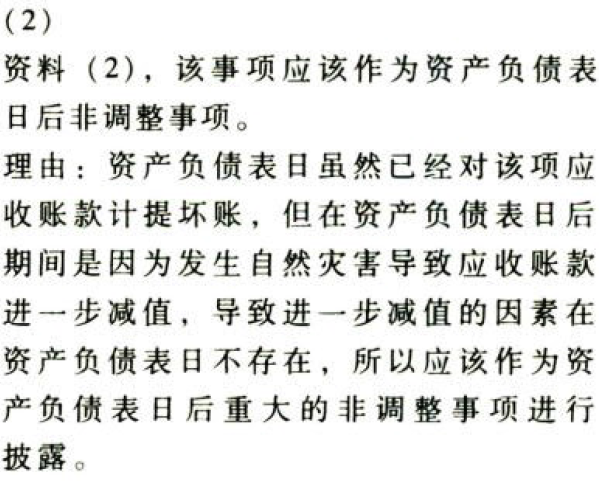 (2)
资料（2），该事项应该作为资产负债表
日后非调整事项。
理由：资产负债表日虽然已经对该项应
收账款计提坏账，但在资产负债表日后
期间是因为发生自然灾害导致应收账款
进一步减值，导致进一步减值的因素在
资产负债表日不存在，所以应该作为资
产负债表日后重大的非调整事项进行
披露。